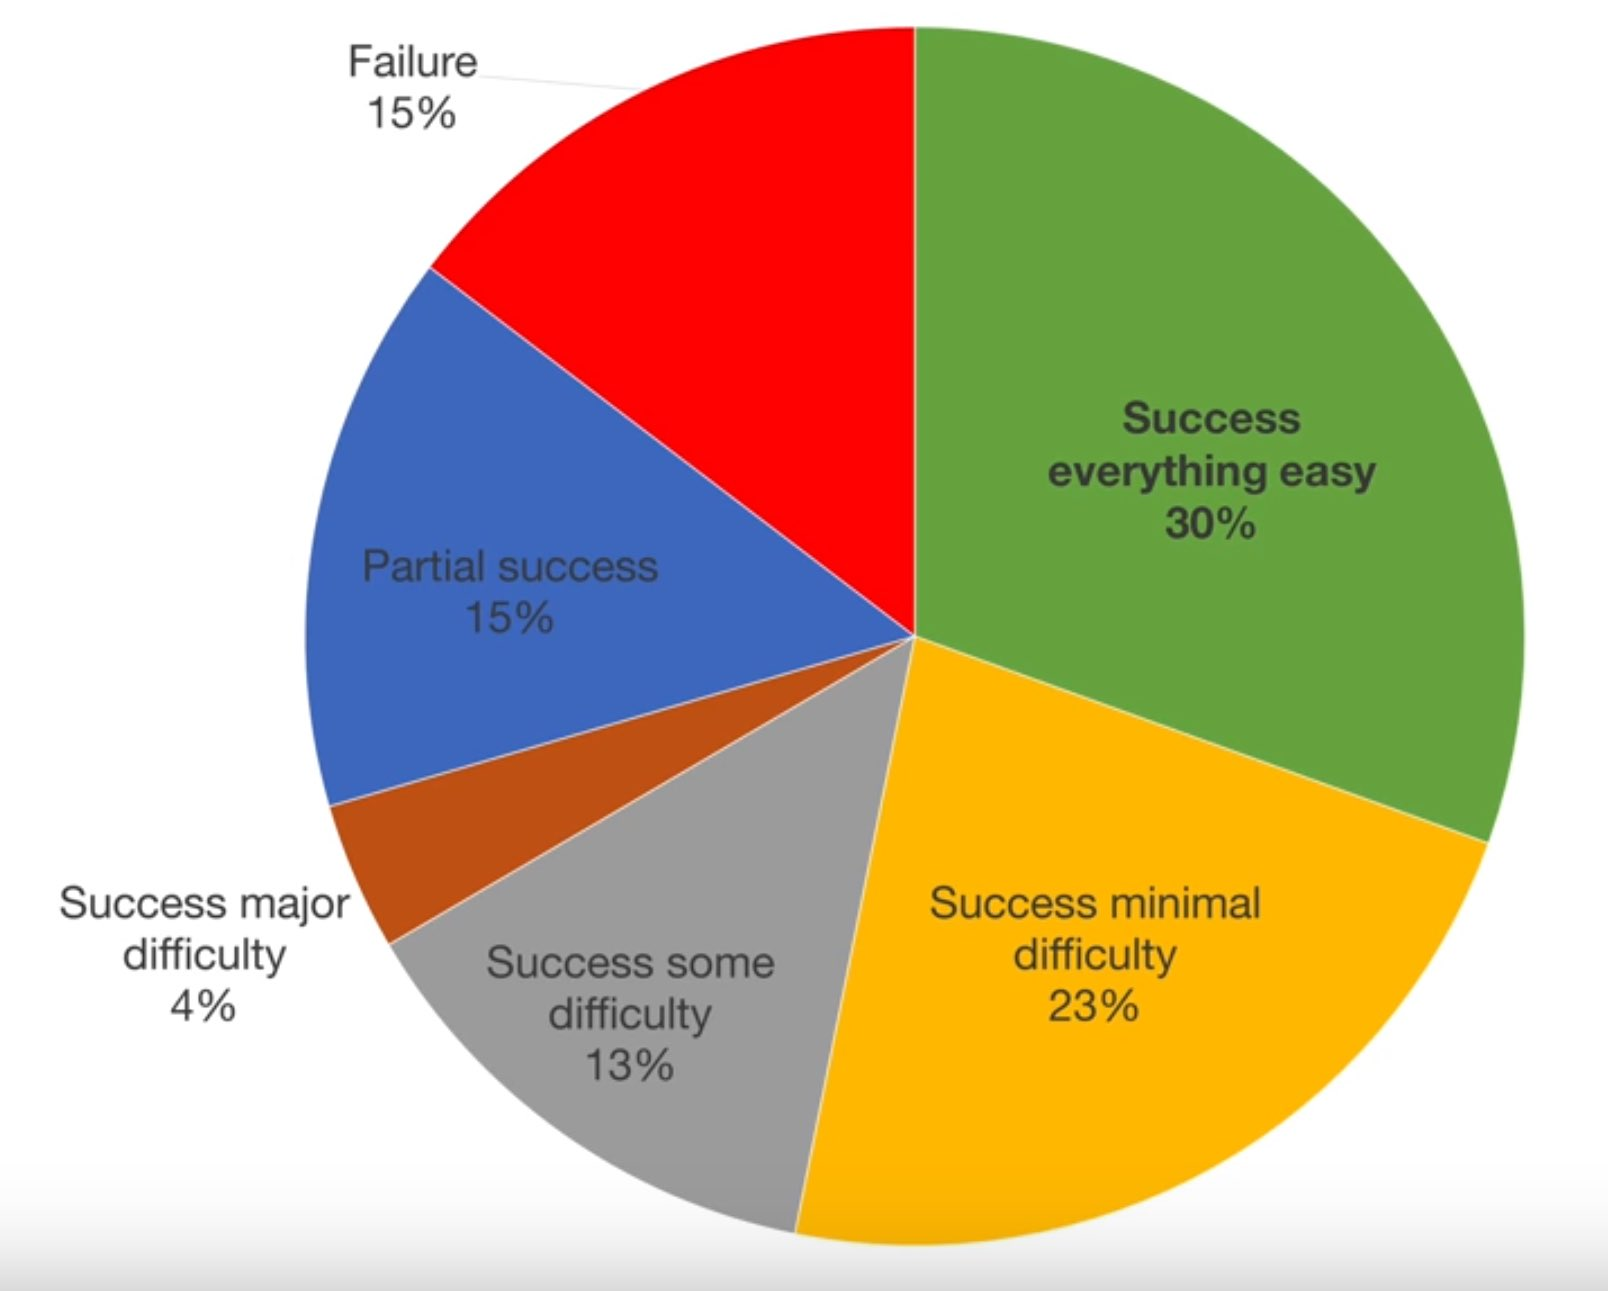 Failure
15%
Success
everything easy
30%
Partial success
15%
Success major
difficulty
4%
Success some
difficulty
13%
Success minimal
difficulty
23%